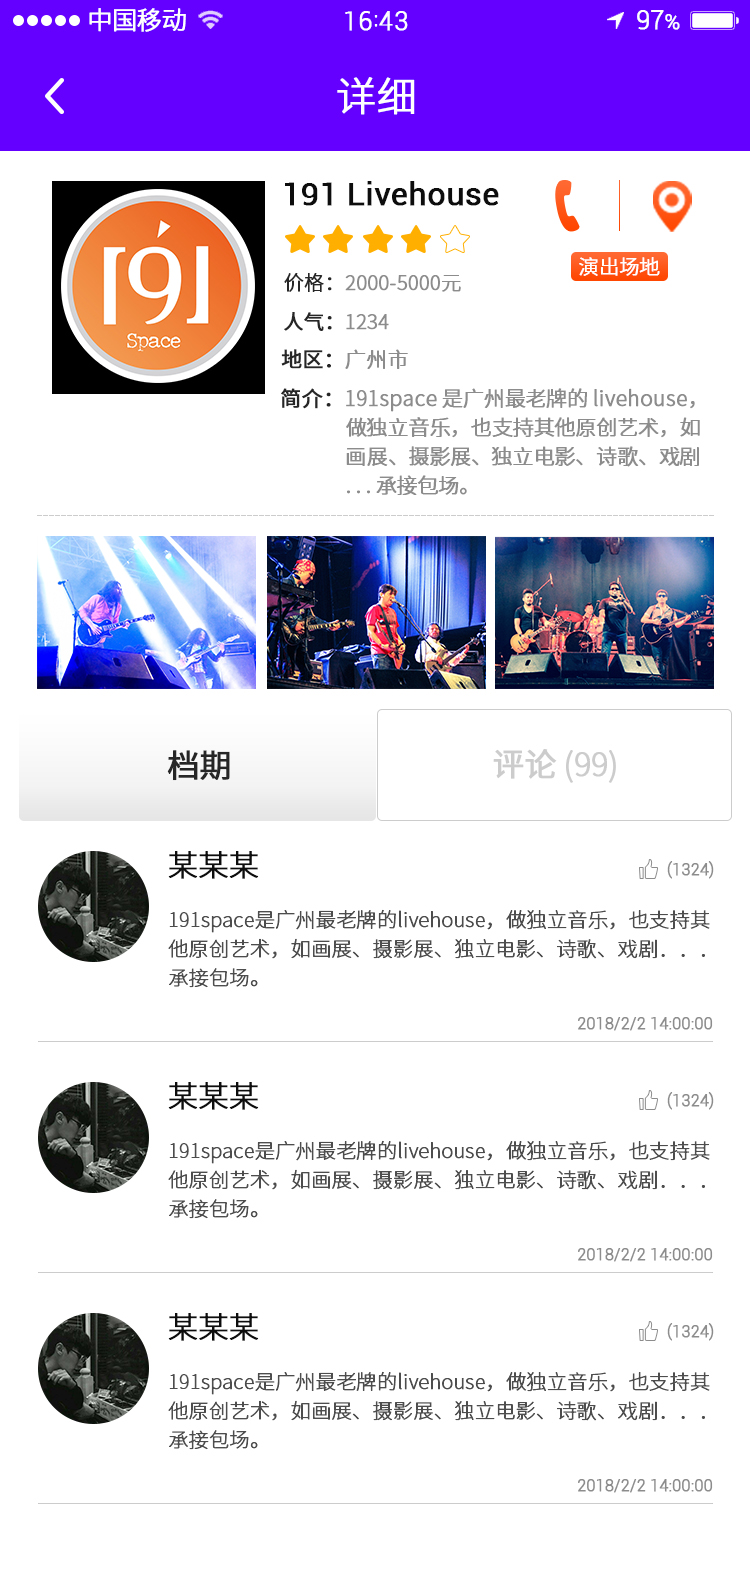 中国移动 16:43 97%
详细
191 Livehouse
[191]
Space
演出场地
价格：2000-5000元
人气：1234
地区：广州市
简介：191space 是广州最老牌的 livehouse，
做独立音乐，也支持其他原创艺术，如
画展、摄影展、独立电影、诗歌、戏剧
...承接包场。
档期
评论 (99)
某某某 (1324)
191space是广州最老牌的livehouse，做独立音乐，也支持其
他原创艺术，如画展、摄影展、独立电影、诗歌、戏剧．．．
承接包场。
2018/2/2 14:00:00
某某某 (1324)
191space是广州最老牌的livehouse，做独立音乐，也支持其
他原创艺术，如画展、摄影展、独立电影、诗歌、戏剧．．．
承接包场。
2018/2/2 14:00:00
某某某 (1324)
191space是广州最老牌的livehouse，做独立音乐，也支持其
他原创艺术，如画展、摄影展、独立电影、诗歌、戏剧．．．
承接包场。
2018/2/2 14:00:00